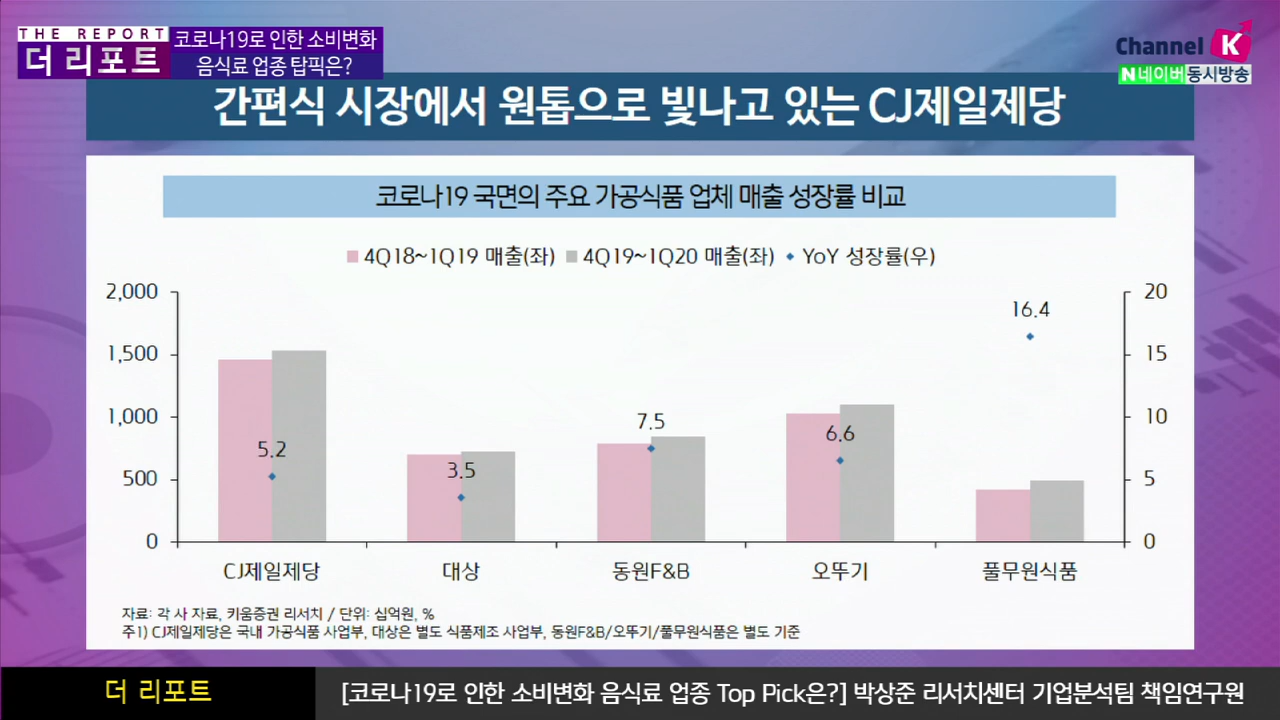 THE REPORT
더 리포트
코로나19로 인한 소비변화
음식료 업종 탑픽은?
Channel K
N네이버동시방송
간편식 시장에서 원톱으로 빛나고 있는 CJ제일제당
코로나19 국면의 주요 가공식품 업체 매출 성장률 비교
4Q18~1Q19 매출(좌) 4Q19~1Q20 매출(좌) YoY 성장률(우)
2,000 20
16.4
1,500 15
1,000 10
7.5
6.6
5.2
3.5
500 5
0 0
CJ제일제당 대상 동원F&B 오뚜기 풀무원식품
자료: 각 사 자료, 키움증권 리서치 / 단위: 십억원, %
주1) CJ제일제당은 국내 가공식품 사업부, 대상은 별도 식품제조 사업부, 동원F&B/오뚜기/풀무원식품은 별도 기준
더 리포트
[코로나19로 인한 소비변화 음식료 업종 Top Pick은?] 박상준 리서치센터 기업분석팀 책임연구원